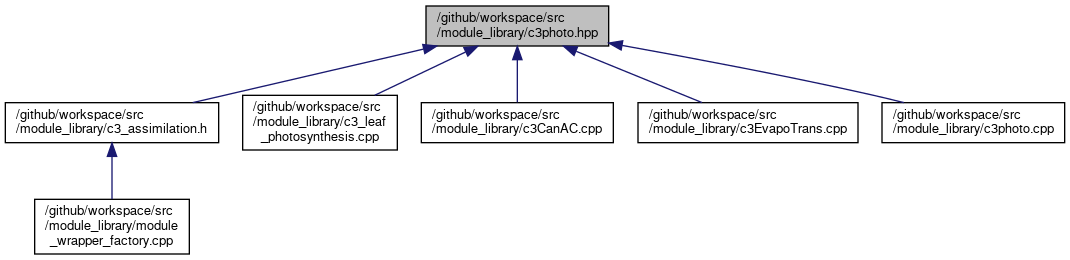 /github/workspace/src
/module_library/c3photo.hpp
/github/workspace/src
/module_library/c3_assimilation.h
/github/workspace/src
/module_library/c3_leaf
_photosynthesis.cpp
/github/workspace/src
/module_library/c3CanAC.cpp
/github/workspace/src
/module_library/c3EvapoTrans.cpp
/github/workspace/src
/module_library/c3photo.cpp
/github/workspace/src
/module_library/module
_wrapper_factory.cpp